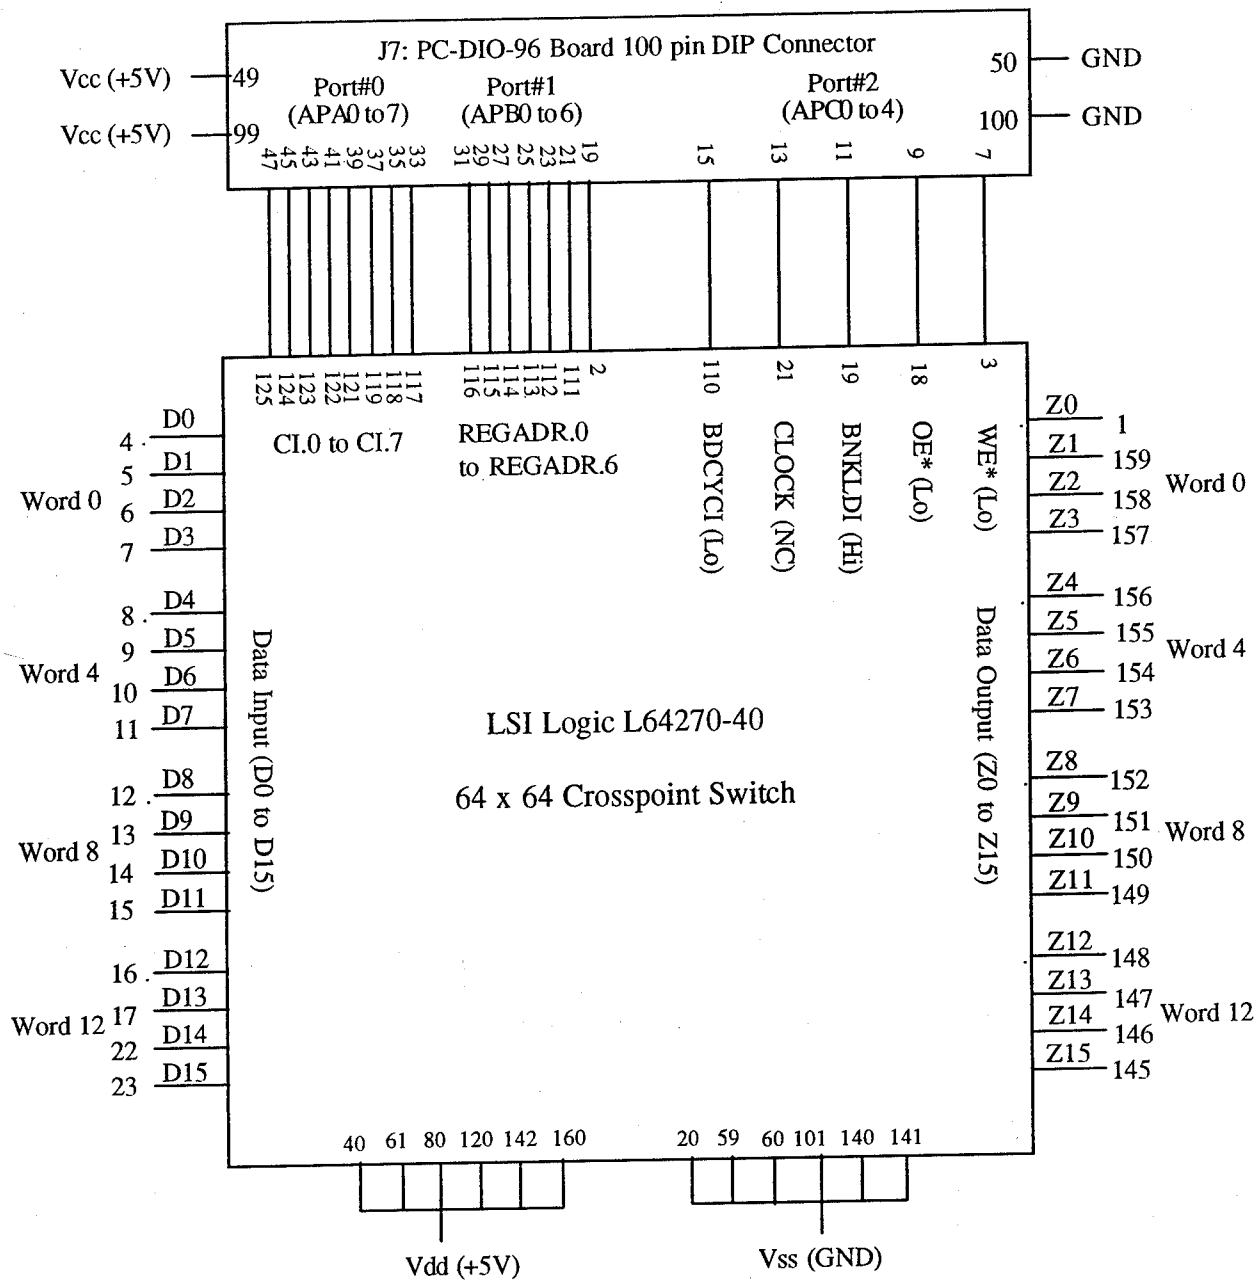 J7: PC-DIO-96 Board 100 pin DIP Connector
Vcc (+5V) 49
Vcc (+5V) 99
50 GND
100 GND
Port#0
(APA0 to 7)
Port#1
(APB0 to 6)
Port#2
(APC0 to 4)
47 45 43 41 39 37 35 33
31 29 27 25 23 21 19
15 13 11 9 7
125 124 123 122 121 119 118 117
116 115 114 113 112 111 2
110 21 19 18 3
CI.0 to CI.7
REGADR.0
to REGADR.6
BDCYCI (Lo)
CLOCK (NC)
BNKLDI (Hi)
OE* (Lo)
WE* (Lo)
Word 0
4 D0
5 D1
6 D2
7 D3
Word 4
8 D4
9 D5
10 D6
11 D7
Word 8
12 D8
13 D9
14 D10
15 D11
Word 12
16 D12
17 D13
22 D14
23 D15
Data Input (D0 to D15)
LSI Logic L64270-40
64 x 64 Crosspoint Switch
Data Output (Z0 to Z15)
Z0 1
Z1 159
Z2 158
Z3 157
Word 0
Z4 156
Z5 155
Z6 154
Z7 153
Word 4
Z8 152
Z9 151
Z10 150
Z11 149
Word 8
Z12 148
Z13 147
Z14 146
Z15 145
Word 12
40 61 80 120 142 160
Vdd (+5V)
20 59 60 101 140 141
Vss (GND)